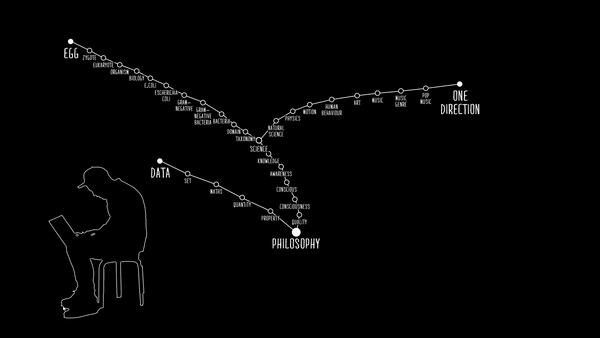 EGG
ZYGOTE
EUKARYOTE
ORGANISM
BIOLOGY
E.COLI
ESCHERICHIA
COLI
GRAM-
NEGATIVE
GRAM-
NEGATIVE
BACTERIA
BACTERIA
DOMAIN
TAXONOMY
SCIENCE
ONE
DIRECTION
POP
MUSIC
MUSIC
GENRE
MUSIC
ART
HUMAN
BEHAVIOUR
MOTION
PHYSICS
NATURAL
SCIENCE
KNOWLEDGE
AWARENESS
CONSCIOUS
CONSCIOUSNESS
QUALITY
DATA
SET
MATHS
QUANTITY
PROPERTY
PHILOSOPHY